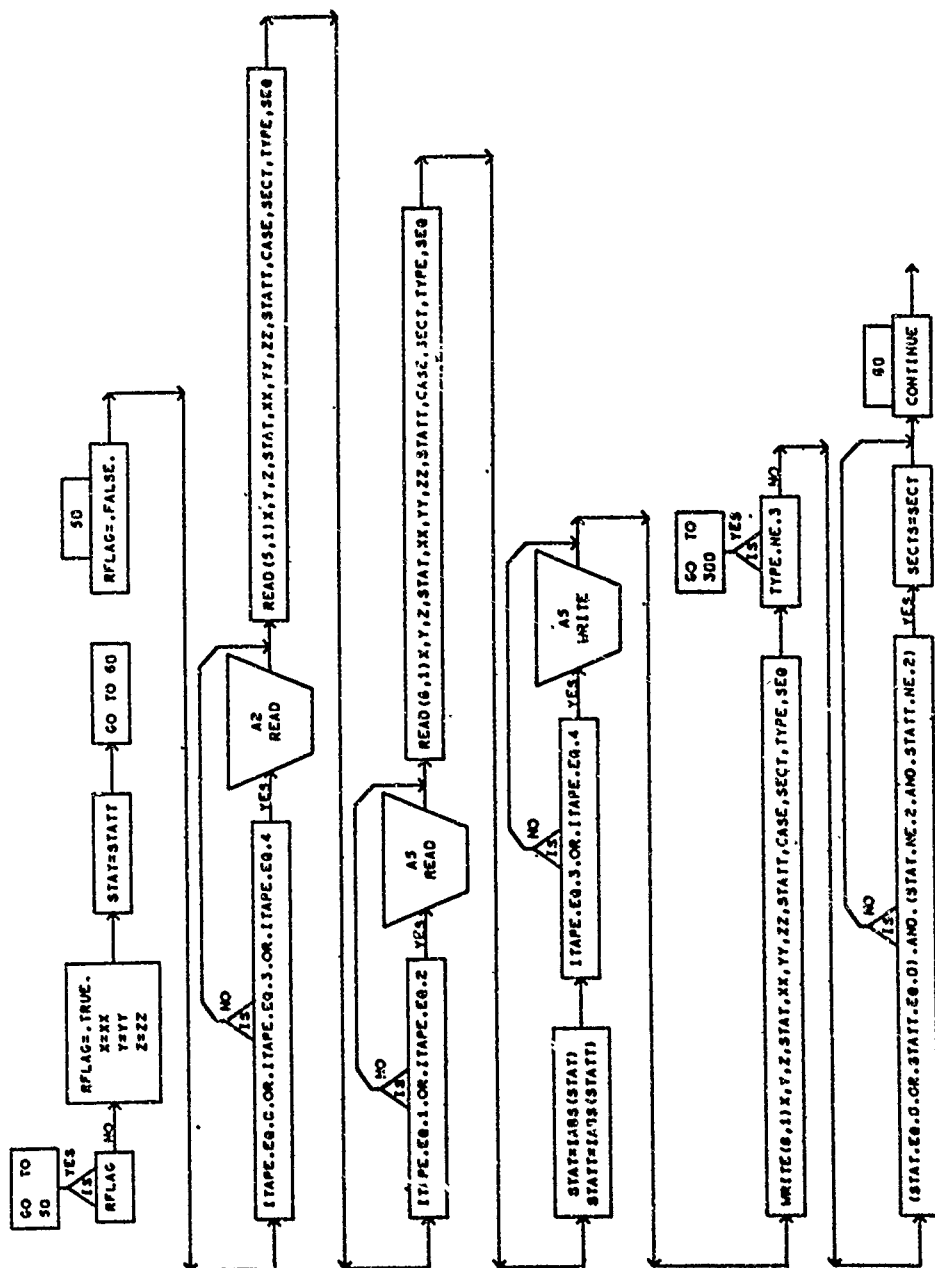 GO TO
50
YES
IS
RFLAG
NO
RFLAG=.TRUE.
X=XX
Y=YY
Z=ZZ
STAT=STATT
GO TO 60
50
RFLAG=.FALSE.
NO
IS
ITAPE.EQ.0.OR.ITAPE.EQ.3.OR.ITAPE.EQ.4
YES
A2
READ
READ(5,1)X,Y,Z,STAT,XX,YY,ZZ,STATT,CASE,SECT,TYPE,SEQ
NO
IS
ITAPE.EQ.1.OR.ITAPE.EQ.2
YES
A5
READ
READ(G,1)X,Y,Z,STAT,XX,YY,ZZ,STATT,CASE,SECT,TYPE,SEQ
STAT=IABS(STAT)
STATT=IABS(STATT)
NO
IS
ITAPE.EQ.3.OR.ITAPE.EQ.4
YES
A5
WRITE
WRITE(8,1)X,Y,Z,STAT,XX,YY,ZZ,STATT,CASE,SECT,TYPE,SEQ
GO TO
300
YES
IS
TYPE.NE.3
NO
NO
IS
(STAT.EQ.0.OR.STATT.EQ.0).AND.(STAT.NE.2.AND.STATT.NE.2)
YES
SECTS=SECT
60
CONTINUE